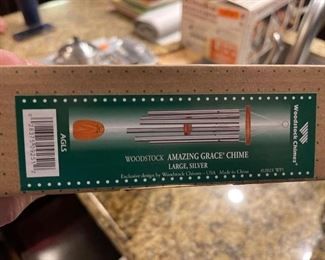 AGLS
WOODSTOCK AMAZING GRACE® CHIME
LARGE, SILVER
Exclusive design by Woodstock Chimes – USA Made in China
Woodstock Chimes®